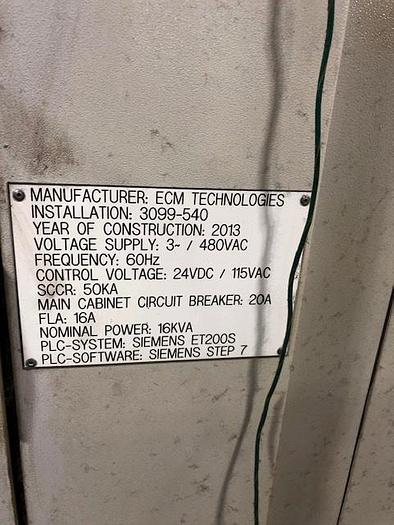 MANUFACTURER: ECM TECHNOLOGIES
INSTALLATION: 3099-540
YEAR OF CONSTRUCTION: 2013
VOLTAGE SUPPLY: 3~ / 480VAC
FREQUENCY: 60Hz
CONTROL VOLTAGE: 24VDC / 115VAC
SCCR: 50KA
MAIN CABINET CIRCUIT BREAKER: 20A
FLA: 16A
NOMINAL POWER: 16KVA
PLC-SYSTEM: SIEMENS ET200S
PLC-SOFTWARE: SIEMENS STEP 7